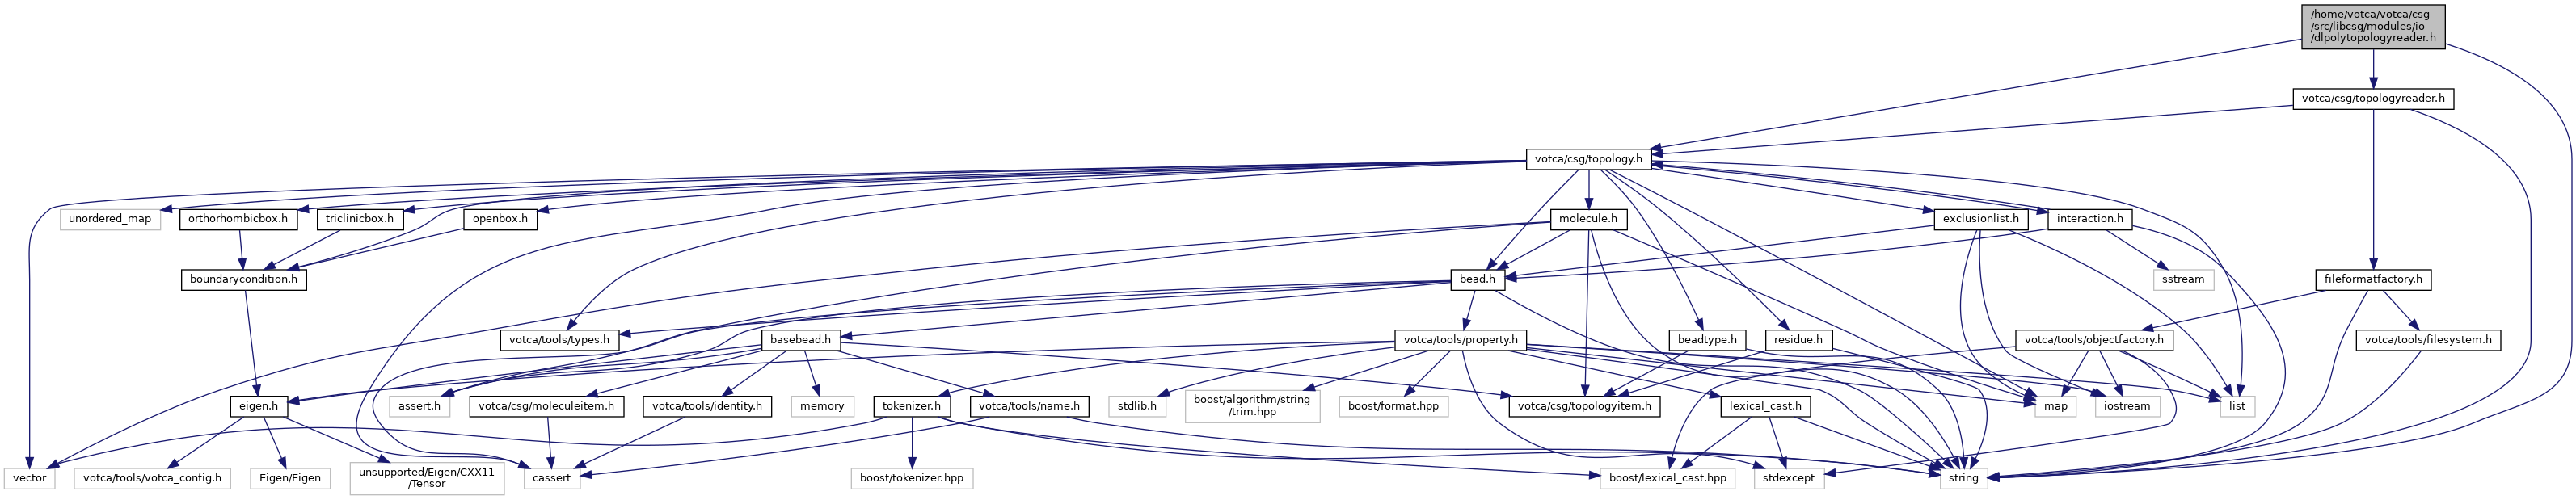 /home/votca/votca/csg
/src/libcsg/modules/io
/dlpolytopologyreader.h
votca/csg/topologyreader.h
votca/csg/topology.h
unordered_map
orthorhombicbox.h
triclinicbox.h
openbox.h
molecule.h
exclusionlist.h
interaction.h
boundarycondition.h
bead.h
sstream
fileformatfactory.h
votca/tools/types.h
basebead.h
votca/tools/property.h
beadtype.h
residue.h
votca/tools/objectfactory.h
votca/tools/filesystem.h
eigen.h
assert.h
votca/csg/moleculeitem.h
votca/tools/identity.h
memory
tokenizer.h
votca/tools/name.h
stdlib.h
boost/algorithm/string
/trim.hpp
boost/format.hpp
votca/csg/topologyitem.h
lexical_cast.h
map
iostream
list
vector
votca/tools/votca_config.h
Eigen/Eigen
unsupported/Eigen/CXX11
/Tensor
cassert
boost/tokenizer.hpp
boost/lexical_cast.hpp
stdexcept
string